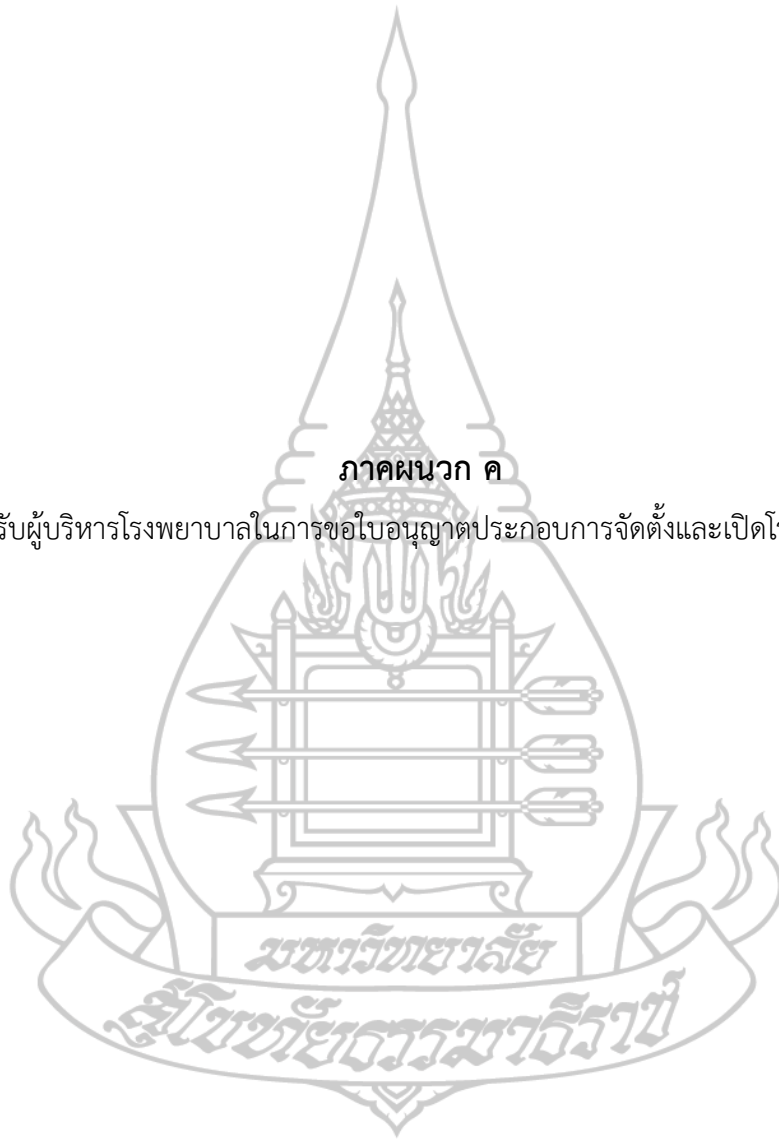 ภาคผนวก ค
รับผู้บริหารโรงพยาบาลในการขอใบอนุญาตประกอบการจัดตั้งและเปิดโร
มหาวิทยาลัย
สุโขทัยธรรมาธิราช